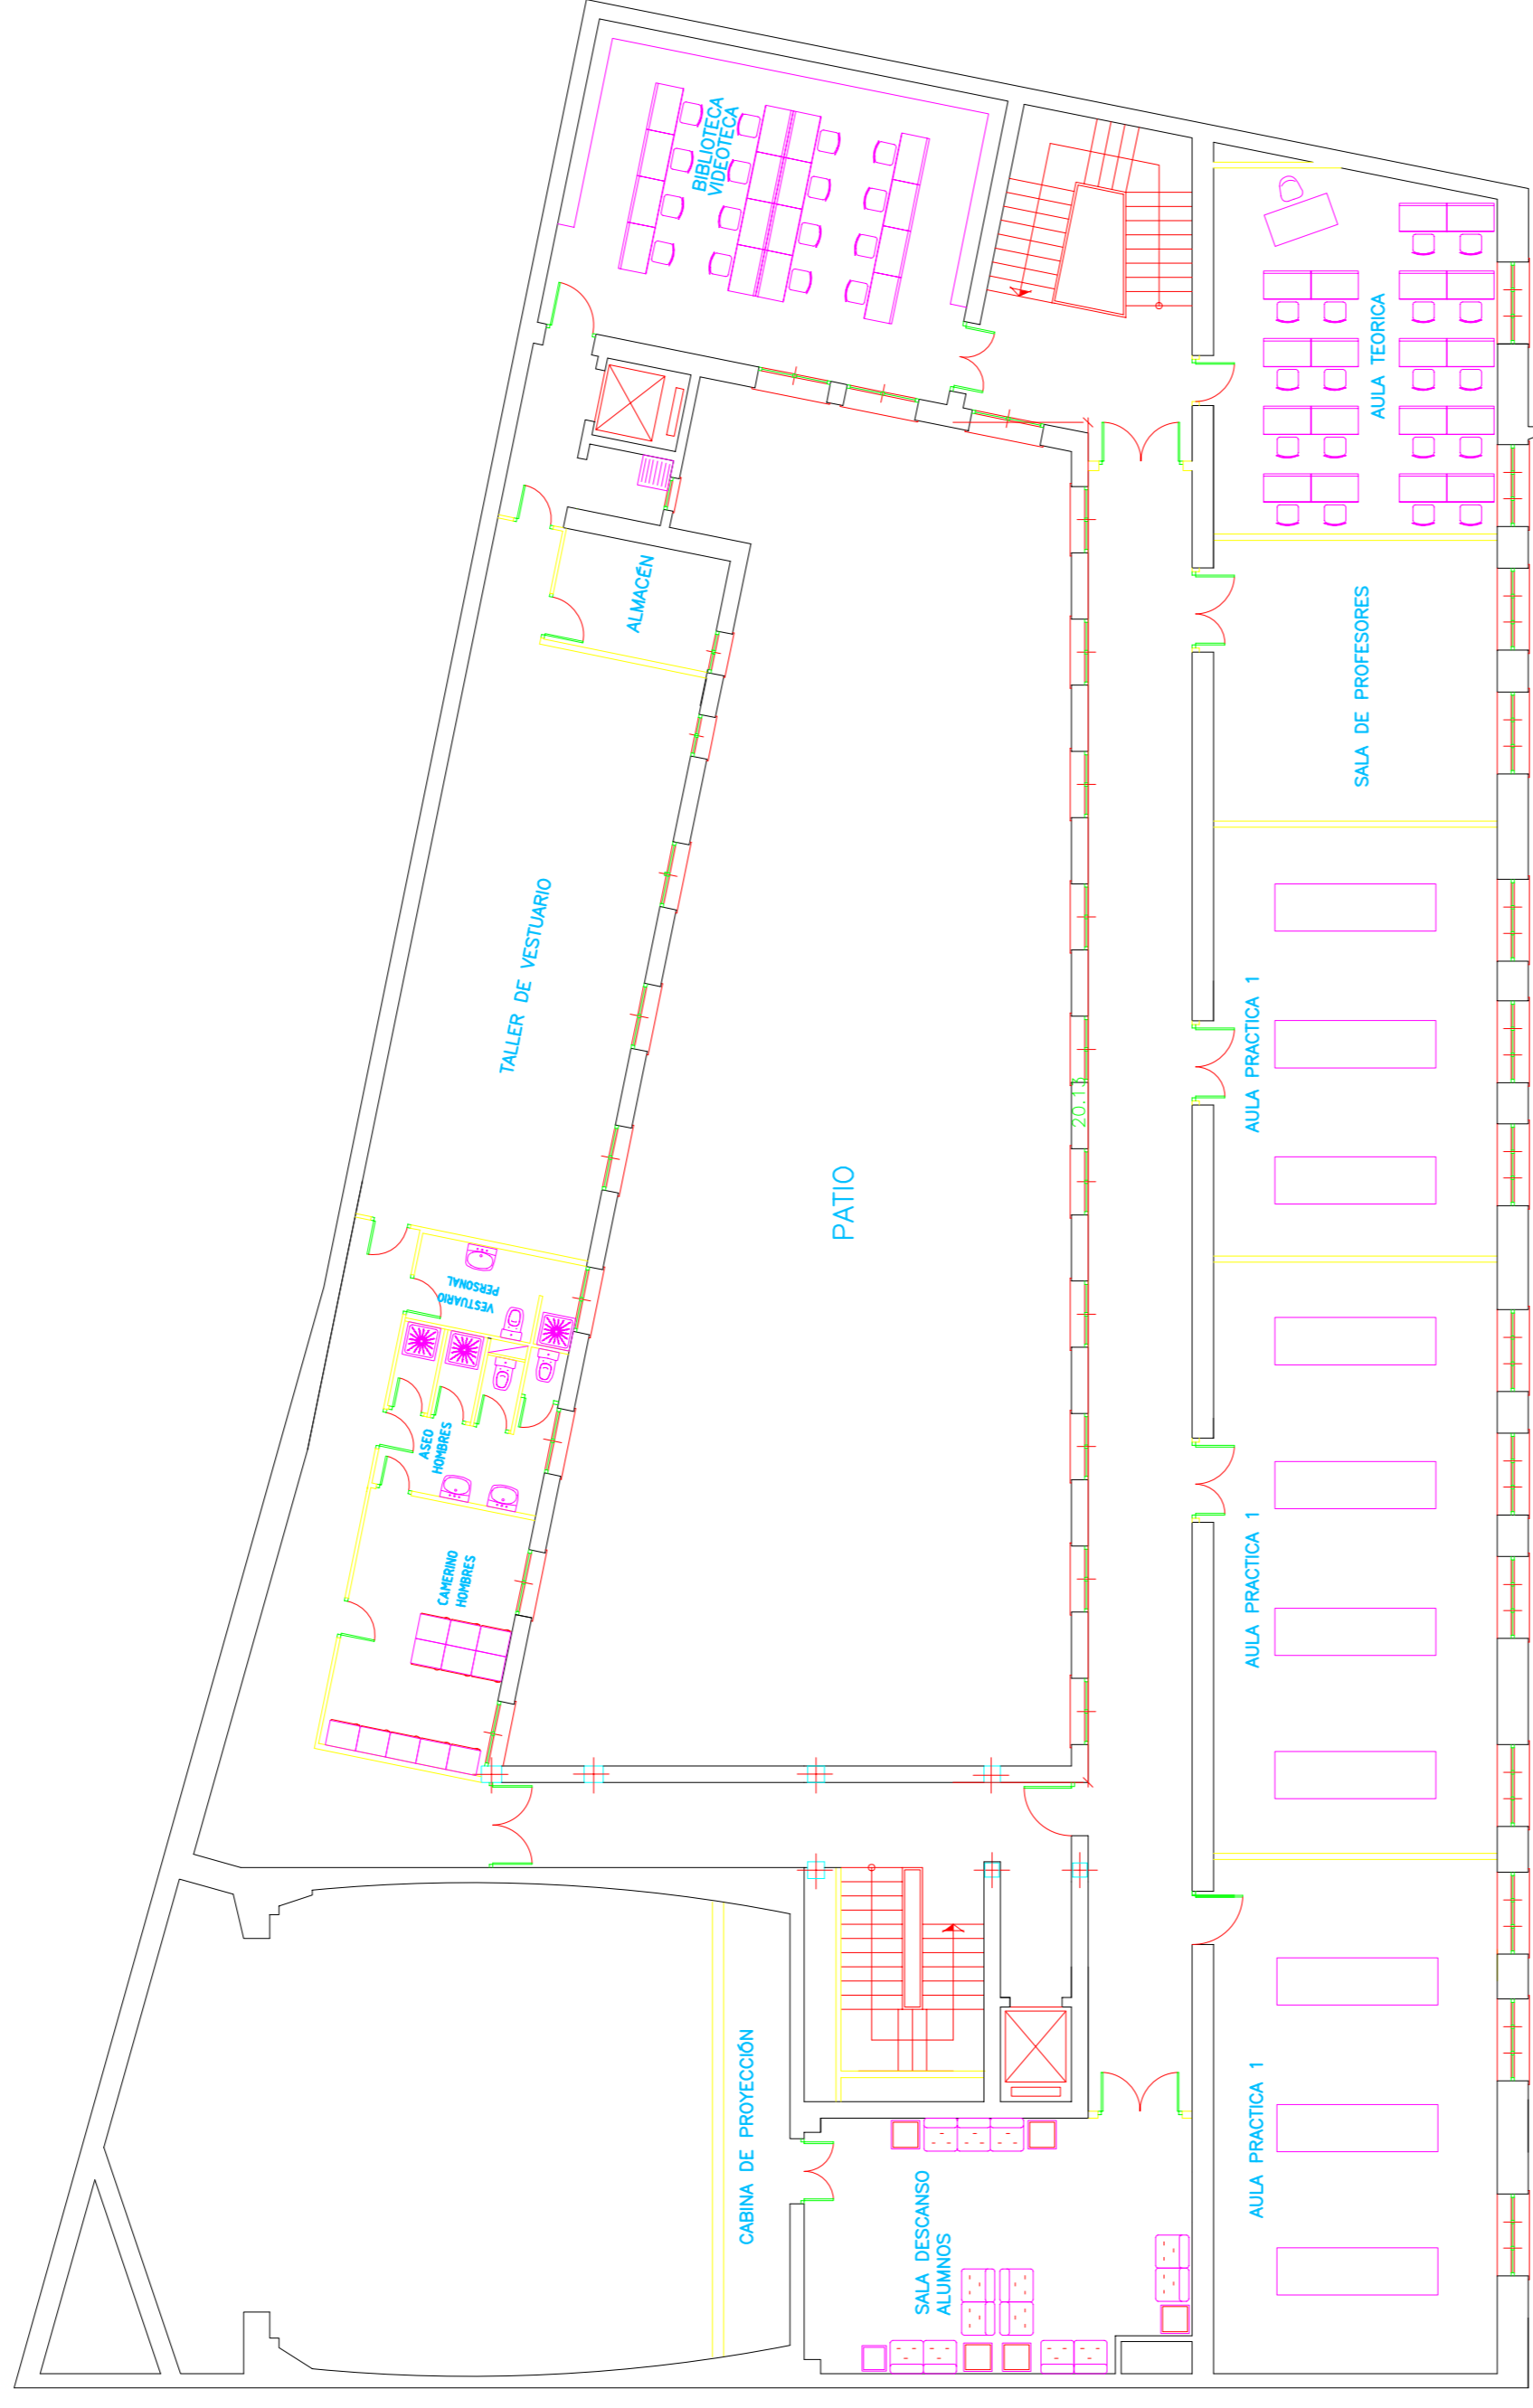 BIBLIOTECA
VIDEOTECA
AULA TEORICA
ALMACÉN
SALA DE PROFESORES
TALLER DE VESTUARIO
AULA PRACTICA 1
20.13
PATIO
VESTUARIO
PERSONAL
ASEO
HOMBRES
CAMERINO
HOMBRES
AULA PRACTICA 1
CABINA DE PROYECCIÓN
SALA DESCANSO
ALUMNOS
AULA PRACTICA 1